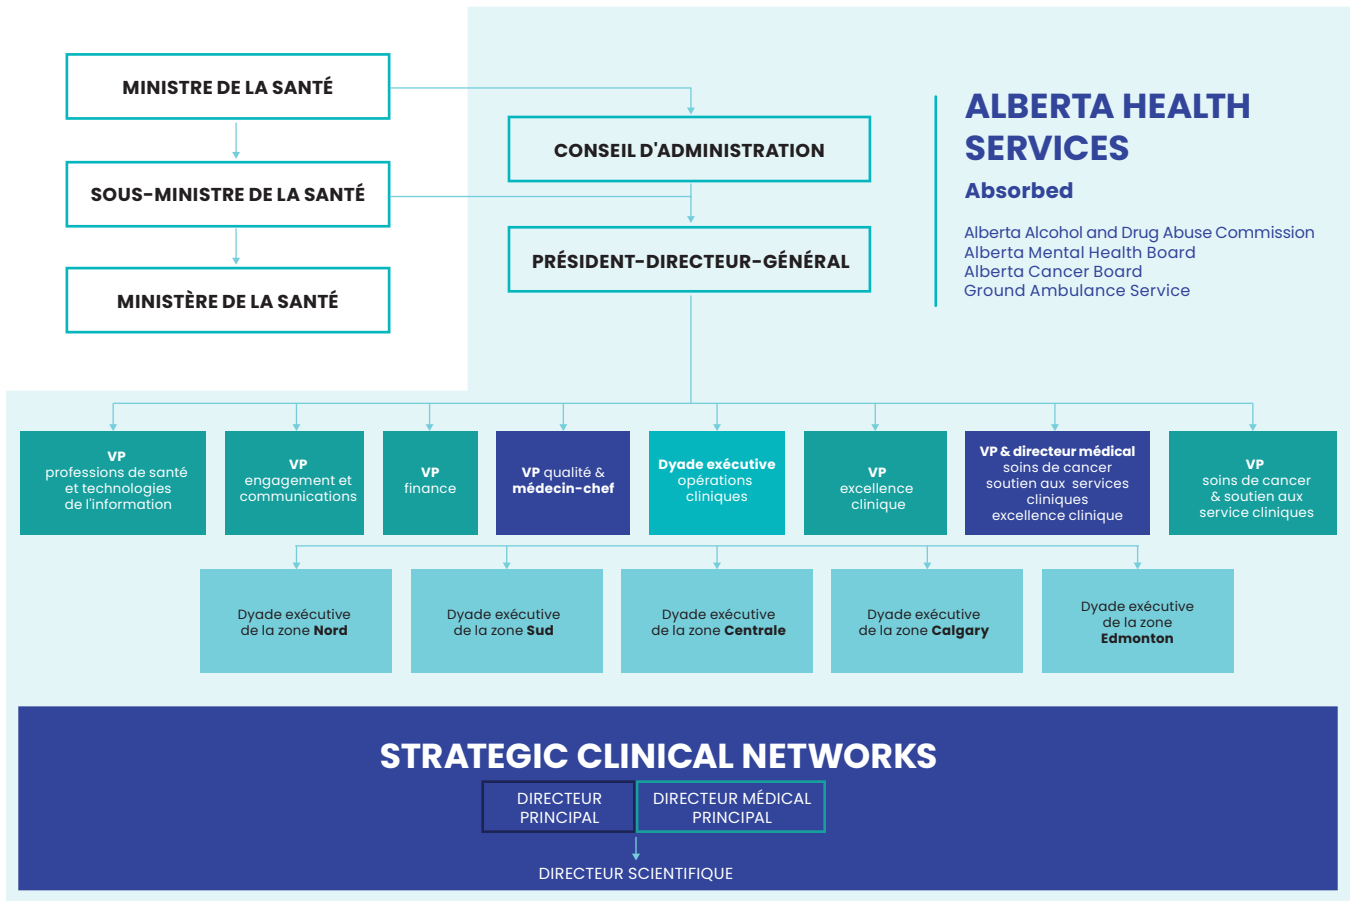 MINISTRE DE LA SANTÉ
SOUS-MINISTRE DE LA SANTÉ
MINISTÈRE DE LA SANTÉ
CONSEIL D'ADMINISTRATION
PRÉSIDENT-DIRECTEUR-GÉNÉRAL
ALBERTA HEALTH
SERVICES
Absorbed
Alberta Alcohol and Drug Abuse Commission
Alberta Mental Health Board
Alberta Cancer Board
Ground Ambulance Service
VP
professions de santé
et technologies
de l'information
VP
engagement et
communications
VP
finance
VP qualité &
médecin-chef
Dyade exécutive
opérations
cliniques
VP
excellence
clinique
VP & directeur médical
soins de cancer
soutien aux services
cliniques
excellence clinique
VP
soins de cancer
& soutien aux
service cliniques
Dyade exécutive
de la zone Nord
Dyade exécutive
de la zone Sud
Dyade exécutive
de la zone Centrale
Dyade exécutive
de la zone Calgary
Dyade exécutive
de la zone
Edmonton
STRATEGIC CLINICAL NETWORKS
DIRECTEUR
PRINCIPAL
DIRECTEUR MÉDICAL
PRINCIPAL
DIRECTEUR SCIENTIFIQUE